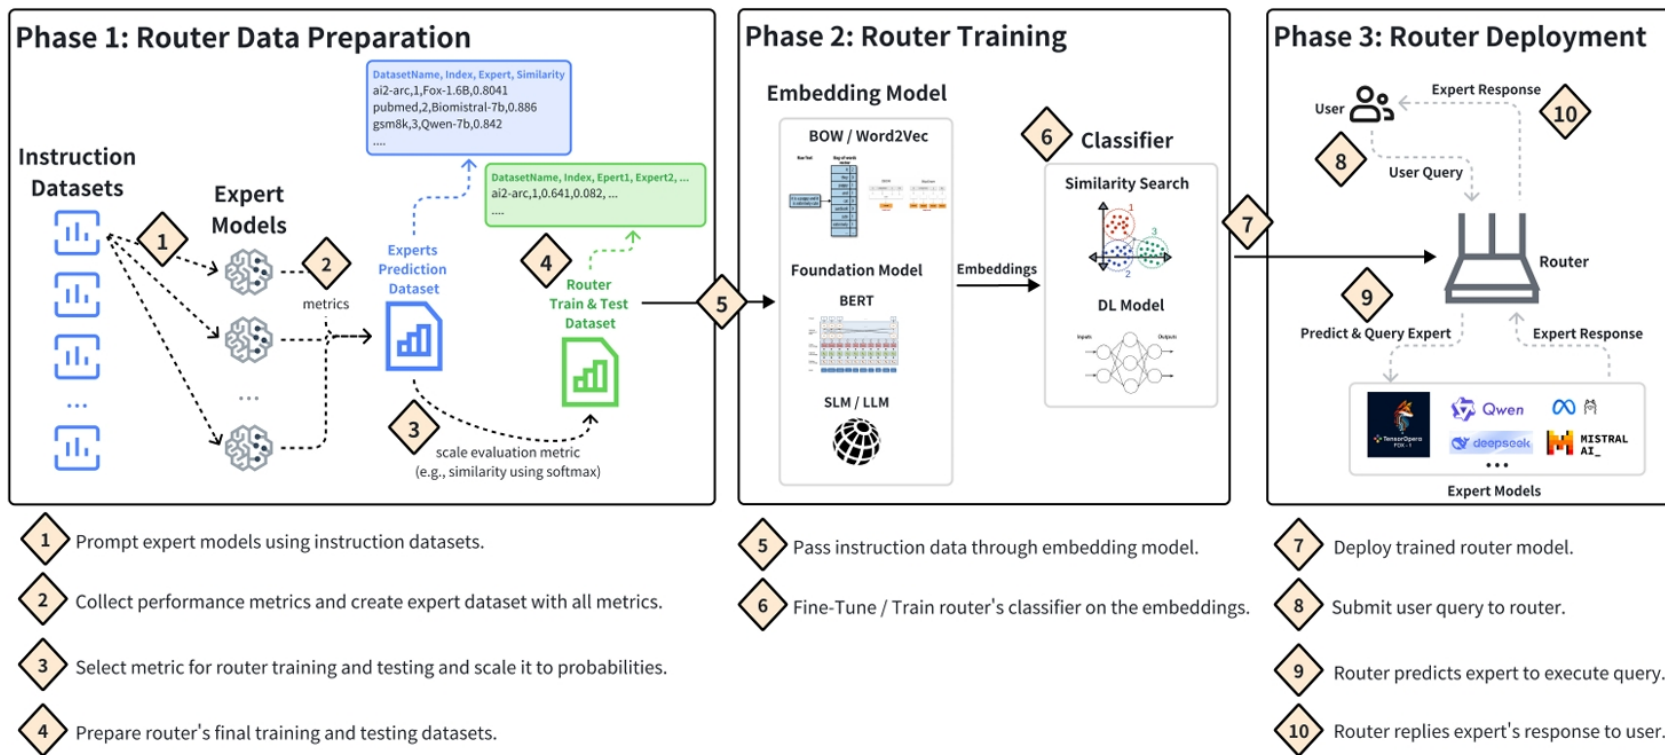 Phase 1: Router Data Preparation
DatasetName, Index, Expert, Similarity
ai2-arc,1,Fox-1.6B,0.8041
pubmed,2,Biomistral-7b,0.886
gsm8k,3,Qwen-7b,0.842
....
DatasetName, Index, Epert1, Expert2, ...
ai2-arc,1,0.641,0.082, ...
....
Instruction
Datasets
...
Expert
Models
...
1
2
metrics
Experts
Prediction
Dataset
3
scale evaluation metric
(e.g., similarity using softmax)
4
Router
Train & Test
Dataset
5
Phase 2: Router Training
Embedding Model
BOW / Word2Vec
Foundation Model
BERT
SLM / LLM
Embeddings
6
Classifier
Similarity Search
1
3
2
DL Model
Inputs
Outputs
7
Phase 3: Router Deployment
User
Expert Response
10
8
User Query
Router
9
Predict & Query Expert
Expert Response
TensorOpera
FOX - 1
Qwen
deepseek
MISTRAL
AI_
...
Expert Models
1 Prompt expert models using instruction datasets.
2 Collect performance metrics and create expert dataset with all metrics.
3 Select metric for router training and testing and scale it to probabilities.
4 Prepare router's final training and testing datasets.
5 Pass instruction data through embedding model.
6 Fine-Tune / Train router's classifier on the embeddings.
7 Deploy trained router model.
8 Submit user query to router.
9 Router predicts expert to execute query.
10 Router replies expert's response to user.